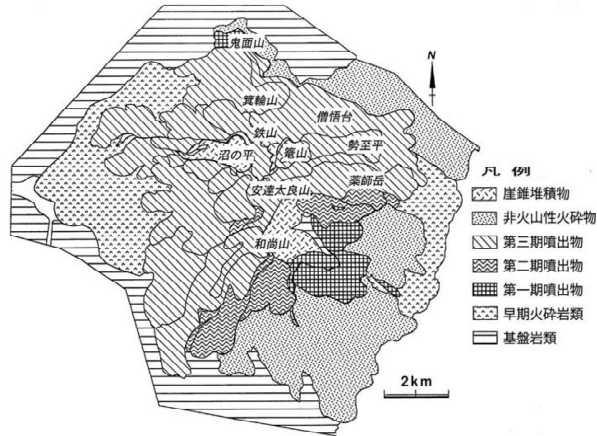 鬼面山
N
箕輪山
僧悟台
鉄山
沼の平
篭山
勢至平
薬師岳
安達太良山
和尚山
凡例
崖錐堆積物
非火山性火砕物
第三期噴出物
第二期噴出物
第一期噴出物
早期火砕岩類
基盤岩類
2km